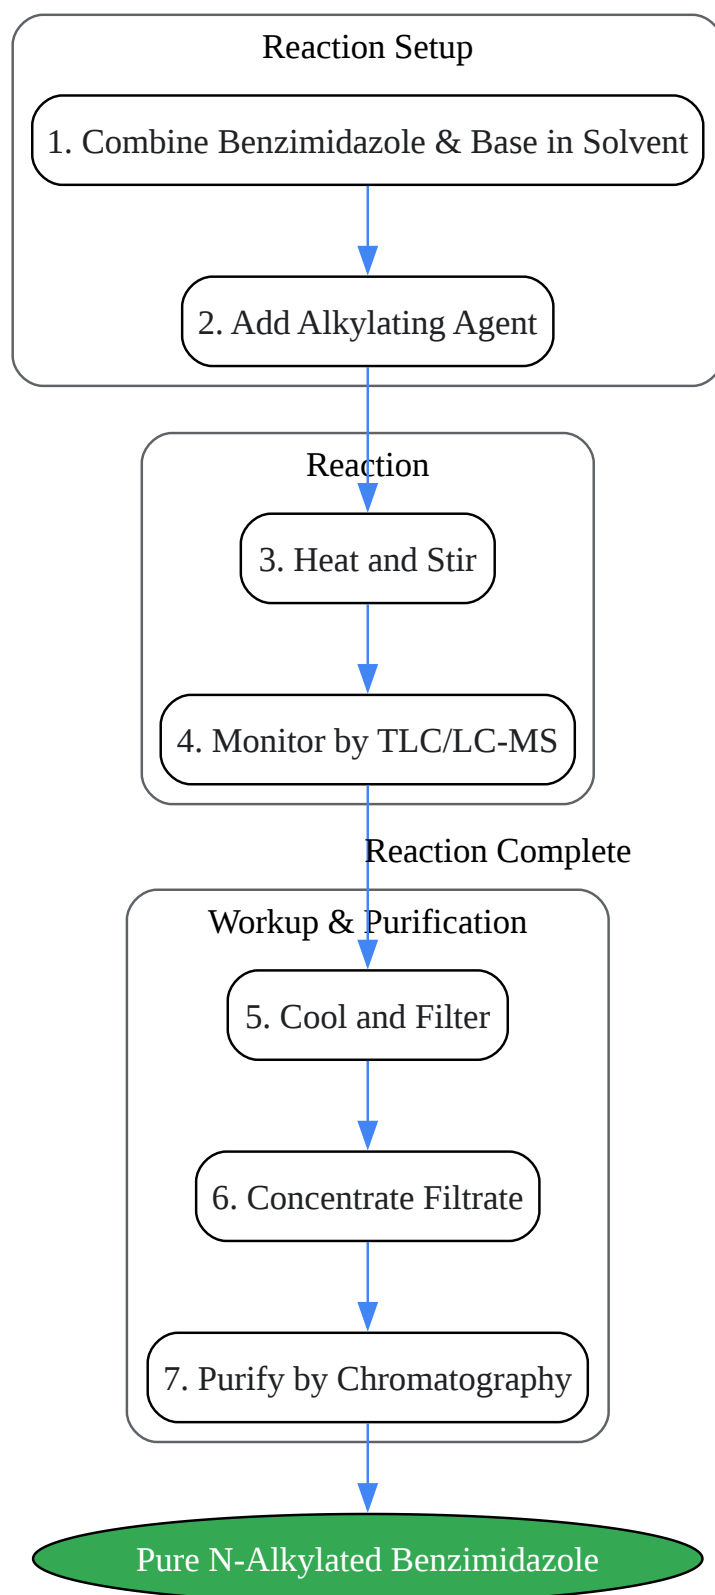 Reaction Setup
1. Combine Benzimidazole & Base in Solvent
2. Add Alkylating Agent
Reaction
3. Heat and Stir
4. Monitor by TLC/LC-MS
Reaction Complete
Workup & Purification
5. Cool and Filter
6. Concentrate Filtrate
7. Purify by Chromatography
Pure N-Alkylated Benzimidazole